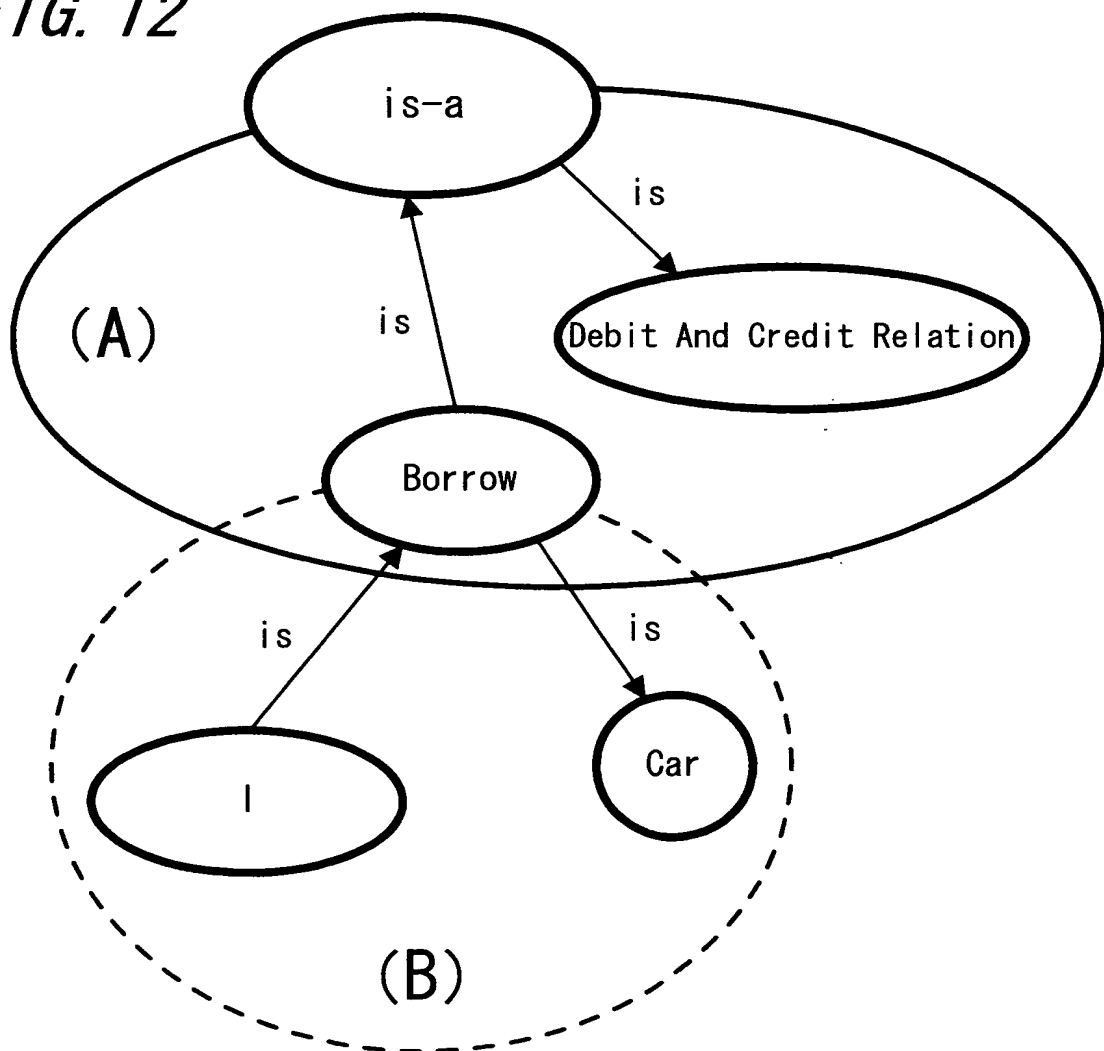 FIG. 12
is-a
is
is
(A)
Debit And Credit Relation
Borrow
is
is
Car
I
(B)